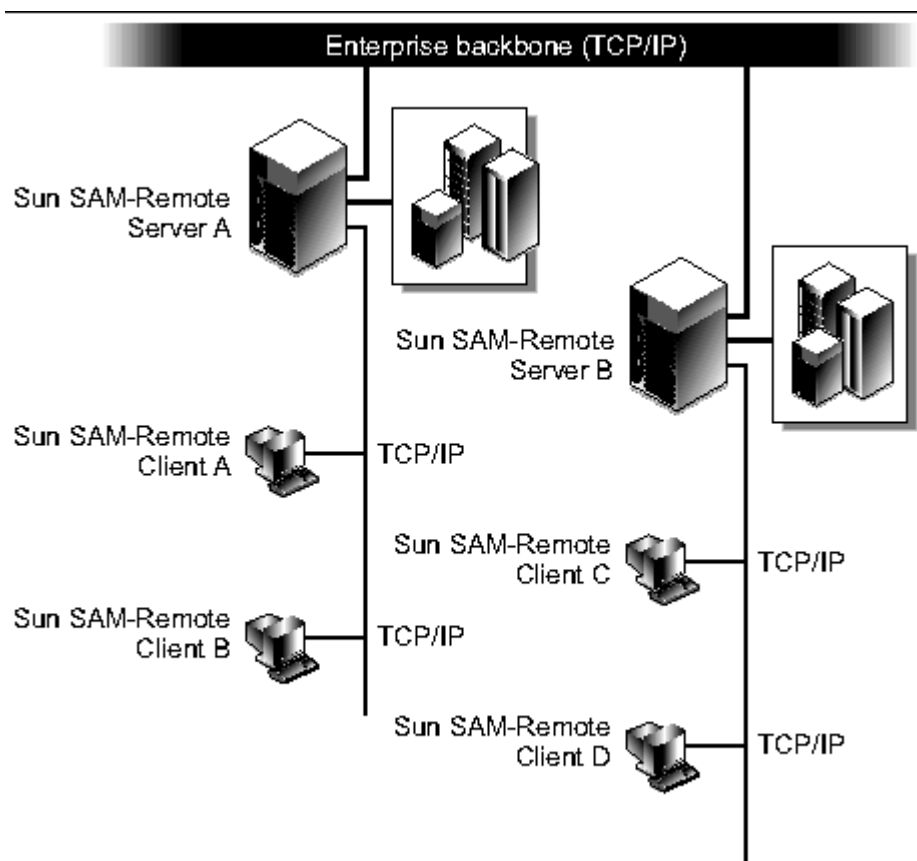 Enterprise backbone (TCP/IP)
Sun SAM-Remote
Server A
Sun SAM-Remote
Server B
Sun SAM-Remote
Client A
TCP/IP
Sun SAM-Remote
Client C
TCP/IP
Sun SAM-Remote
Client B
TCP/IP
Sun SAM-Remote
Client D
TCP/IP